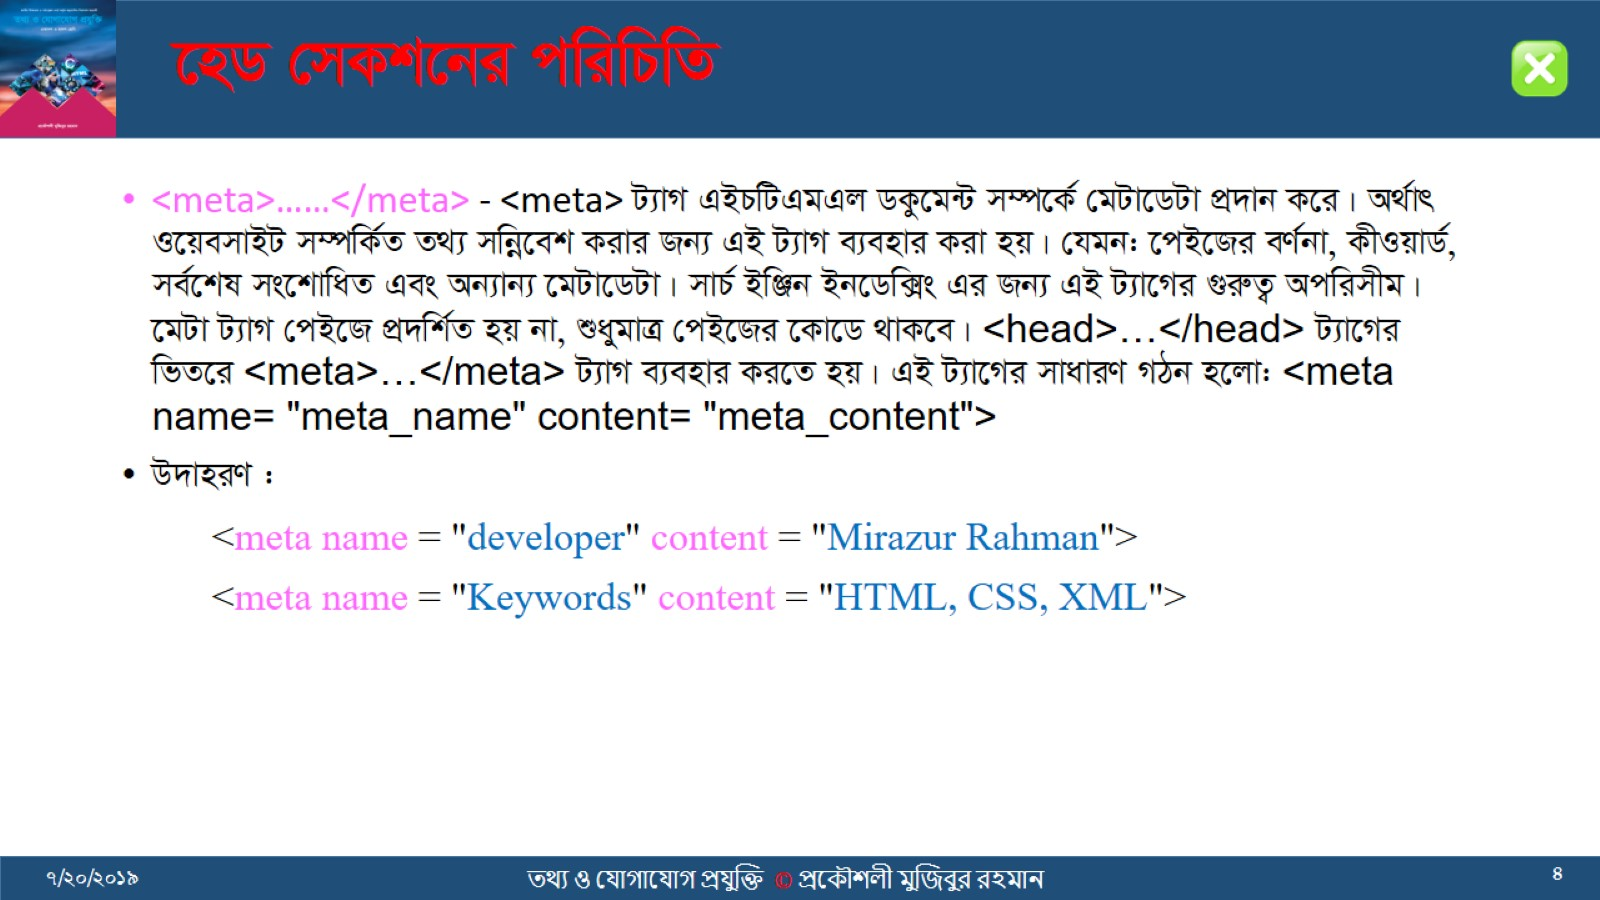 তথ্য ও যোগাযোগ প্রযুক্তি
হেড সেকশনের পরিচিতি
• <meta>......</meta> - <meta> ট্যাগ এইচটিএমএল ডকুমেন্ট সম্পর্কে মেটাডেটা প্রদান করে। অর্থাৎ
ওয়েবসাইট সম্পর্কিত তথ্য সন্নিবেশ করার জন্য এই ট্যাগ ব্যবহার করা হয়। যেমন: পেইজের বর্ণনা, কীওয়ার্ড,
সর্বশেষ সংশোধিত এবং অন্যান্য মেটাডেটা। সার্চ ইঞ্জিন ইনডেক্সিং এর জন্য এই ট্যাগের গুরুত্ব অপরিসীম।
মেটা ট্যাগ পেইজে প্রদর্শিত হয় না, শুধুমাত্র পেইজের কোডে থাকবে। <head>…</head> ট্যাগের
ভিতরে <meta>…</meta> ট্যাগ ব্যবহার করতে হয়। এই ট্যাগের সাধারণ গঠন হলো: <meta
name= "meta_name" content= "meta_content">
• উদাহরণ :
<meta name = "developer" content = "Mirazur Rahman">
<meta name = "Keywords" content = "HTML, CSS, XML">
৭/২০/২০১৯
তথ্য ও যোগাযোগ প্রযুক্তি © প্রকৌশলী মুজিবুর রহমান
৪